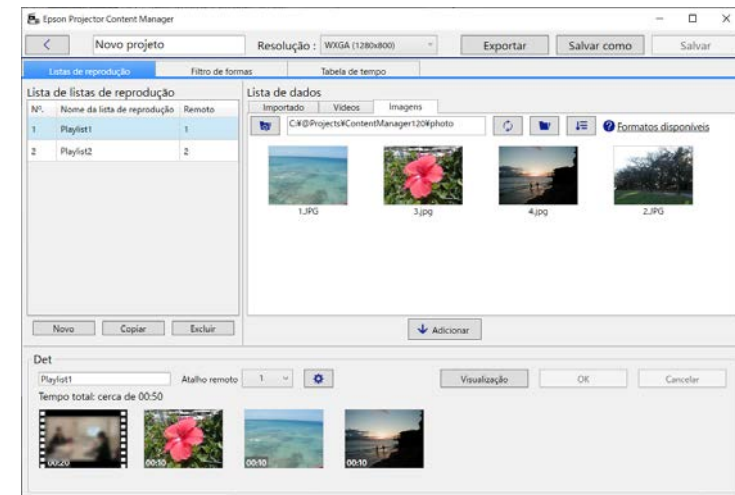 Epson Projector Content Manager
Novo projeto
Resolução : WXGA (1280x800)
Exportar
Salvar como
Salvar
Listas de reprodução
Filtro de formas
Tabela de tempo
Lista de listas de reprodução
Nº. Nome da lista de reprodução Remoto
1 Playlist1 1
2 Playlist2 2
Novo
Copiar
Excluir
Lista de dados
Importado
Vídeos
Imagens
C:¥@Projects¥ContentManager120¥photo
Formatos disponíveis
1.JPG
3.jpg
4.jpg
2.JPG
Adicionar
Det
Playlist1
Atalho remoto 1
Visualização
OK
Cancelar
Tempo total: cerca de 00:50
00:20
00:10
00:10
00:10